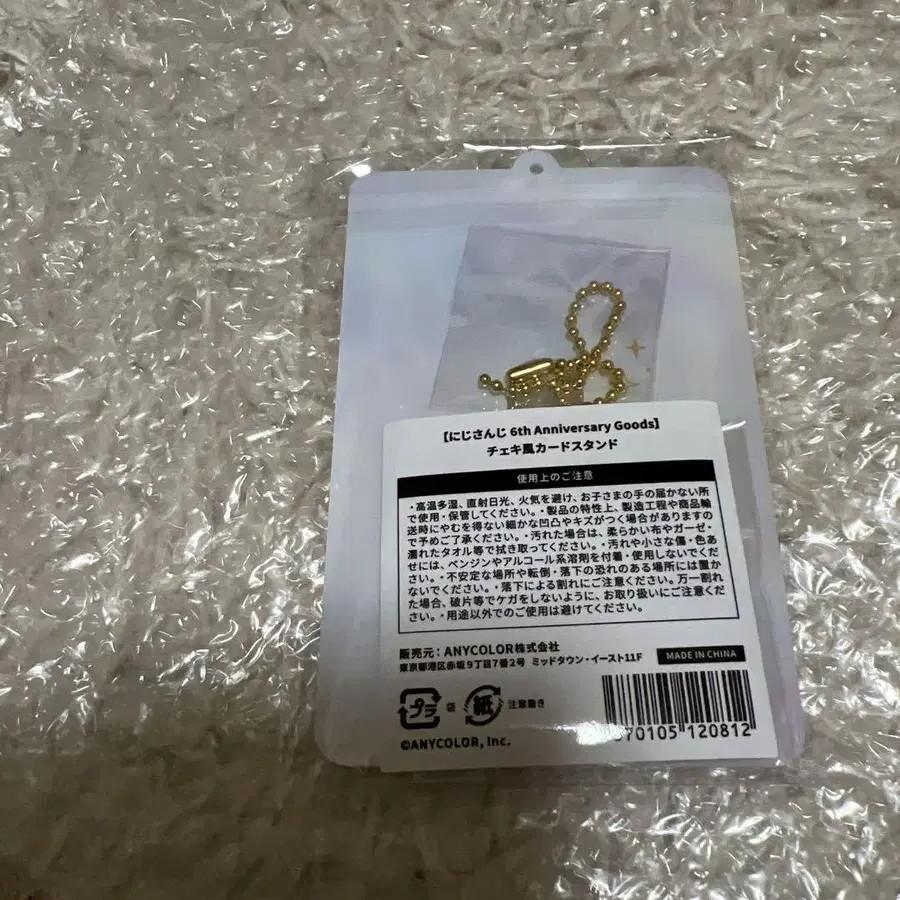 【にじさんじ 6th Anniversary Goods】
チェキ風カードスタンド
使用上のご注意
・高温多湿、直射日光、火気を避け、お子さまの手の届かない所
で使用・保管してください。・製品の特性上、製造工程や商品輸
送時にやむを得ない細かな凹凸やキズがつく場合がありますの
で予めご了承ください。・汚れた場合は、柔らかい布やガーゼ・
濡れたタオル等で拭き取ってください。・汚れや小さな傷・色あ
せには、ベンジンやアルコール系溶剤を付着・使用しないでくだ
さい。・不安定な場所や転倒・落下の恐れのある場所には置か
ないでください。・落下による割れにご注意ください。万一割れ
た場合、破片等でケガをしないように、お取り扱いにご注意くだ
さい。・用途以外でのご使用は避けてください。
販売元：ANYCOLOR株式会社
東京都港区赤坂9丁目7番2号 ミッドタウン・イースト11F
MADE IN CHINA
プラ 袋 紙 注意書き
70105 120812
©ANYCOLOR, Inc.